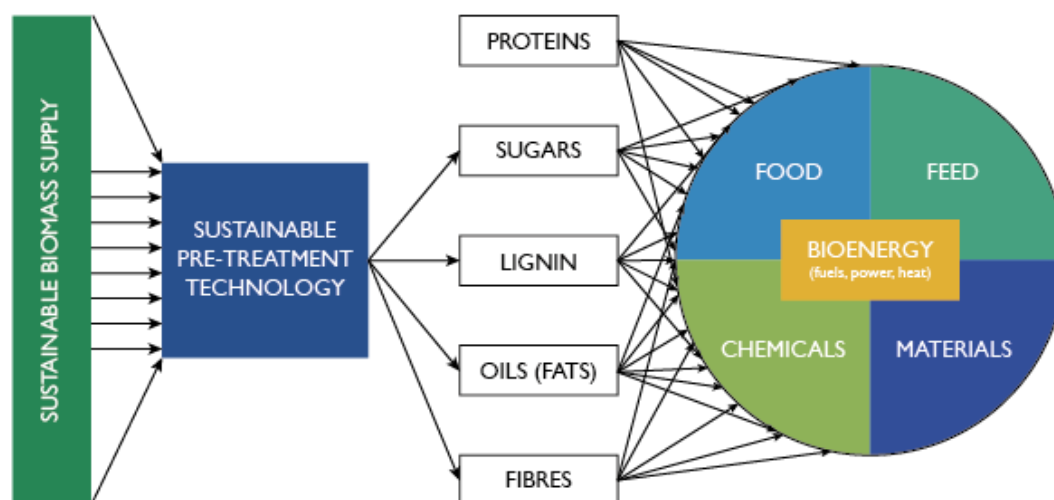 SUSTAINABLE BIOMASS SUPPLY
SUSTAINABLE
PRE-TREATMENT
TECHNOLOGY
PROTEINS
SUGARS
LIGNIN
OILS (FATS)
FIBRES
FOOD
FEED
BIOENERGY
(fuels, power, heat)
CHEMICALS
MATERIALS